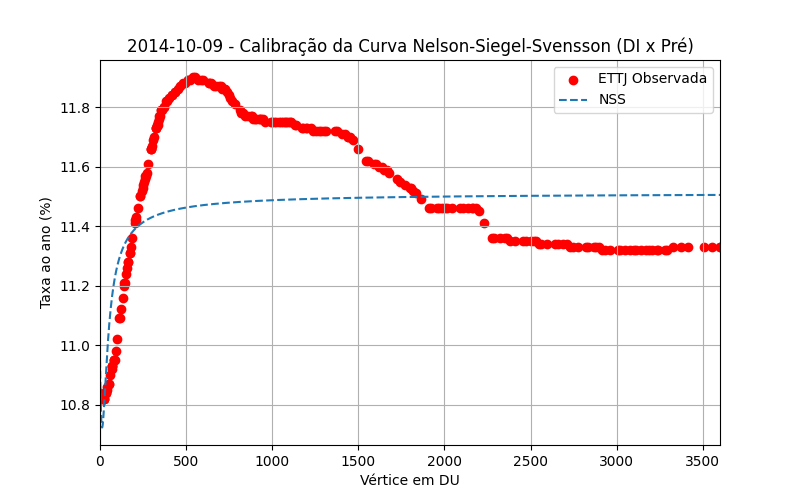 2014-10-09 - Calibração da Curva Nelson-Siegel-Svensson (DI x Pré)
ETTJ Observada
NSS
Taxa ao ano (%)
11.8
11.6
11.4
11.2
11.0
10.8
0 500 1000 1500 2000 2500 3000 3500
Vértice em DU